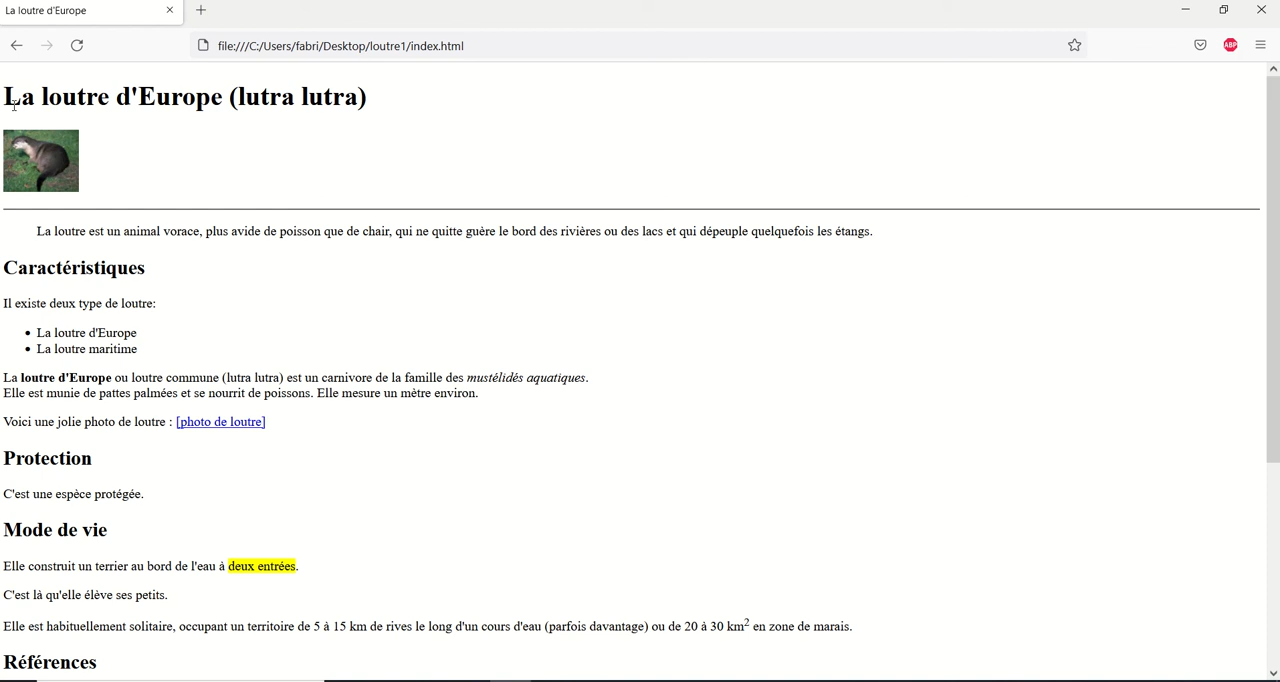 La loutre d'Europe
file:///C:/Users/fabri/Desktop/loutre1/index.html
ABP
La loutre d'Europe (lutra lutra)
La loutre est un animal vorace, plus avide de poisson que de chair, qui ne quitte guère le bord des rivières ou des lacs et qui dépeuple quelquefois les étangs.
Caractéristiques
Il existe deux type de loutre:
La loutre d'Europe
La loutre maritime
La loutre d'Europe ou loutre commune (lutra lutra) est un carnivore de la famille des mustélidés aquatiques.
Elle est munie de pattes palmées et se nourrit de poissons. Elle mesure un mètre environ.
Voici une jolie photo de loutre : [photo de loutre]
Protection
C'est une espèce protégée.
Mode de vie
Elle construit un terrier au bord de l'eau à deux entrées.
C'est là qu'elle élève ses petits.
Elle est habituellement solitaire, occupant un territoire de 5 à 15 km de rives le long d'un cours d'eau (parfois davantage) ou de 20 à 30 km² en zone de marais.
Références